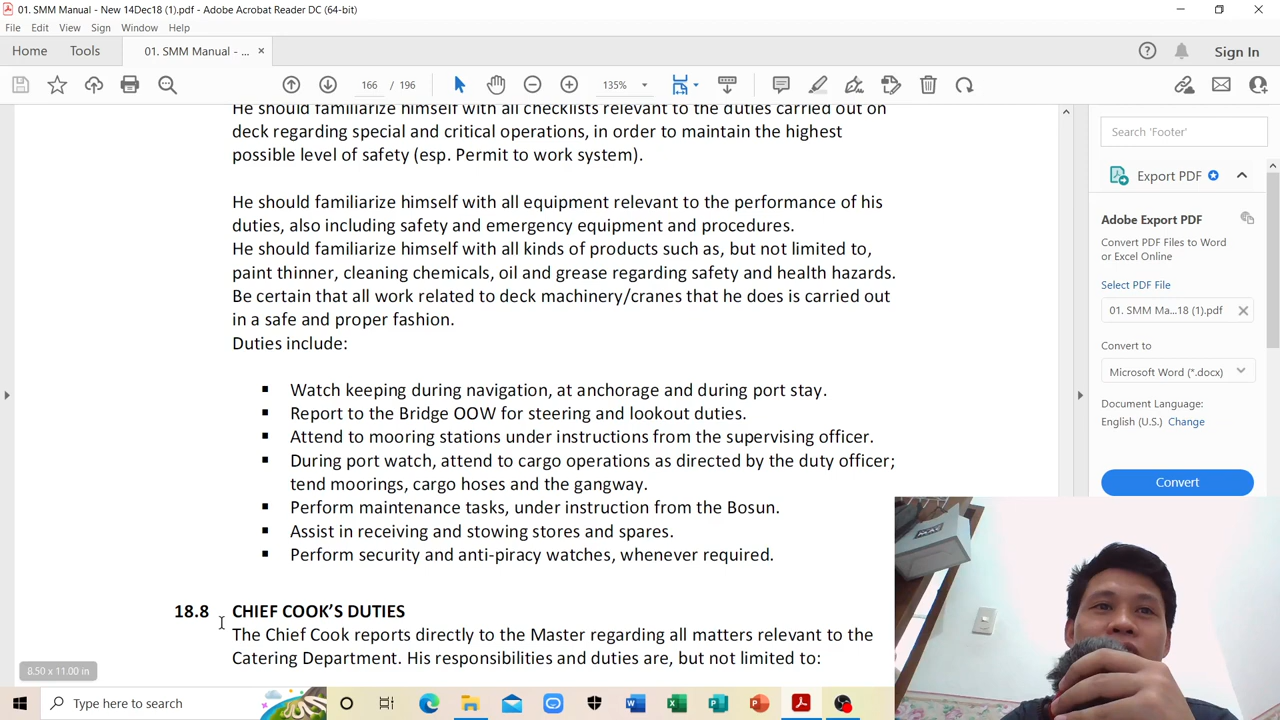 01. SMM Manual - New 14Dec18 (1).pdf - Adobe Acrobat Reader DC (64-bit)
File Edit View Sign Window Help
Home Tools 01. SMM Manual - ... × Sign In
166 / 196 135%
He should familiarize himself with all checklists relevant to the duties carried out on
deck regarding special and critical operations, in order to maintain the highest
possible level of safety (esp. Permit to work system).
He should familiarize himself with all equipment relevant to the performance of his
duties, also including safety and emergency equipment and procedures.
He should familiarize himself with all kinds of products such as, but not limited to,
paint thinner, cleaning chemicals, oil and grease regarding safety and health hazards.
Be certain that all work related to deck machinery/cranes that he does is carried out
in a safe and proper fashion.
Duties include:
▪ Watch keeping during navigation, at anchorage and during port stay.
▪ Report to the Bridge OOW for steering and lookout duties.
▪ Attend to mooring stations under instructions from the supervising officer.
▪ During port watch, attend to cargo operations as directed by the duty officer;
tend moorings, cargo hoses and the gangway.
▪ Perform maintenance tasks, under instruction from the Bosun.
▪ Assist in receiving and stowing stores and spares.
▪ Perform security and anti-piracy watches, whenever required.
18.8 CHIEF COOK'S DUTIES
The Chief Cook reports directly to the Master regarding all matters relevant to the
Catering Department. His responsibilities and duties are, but not limited to:
8.50 x 11.00 in
Search 'Footer'
Export PDF
Adobe Export PDF
Convert PDF Files to Word
or Excel Online
Select PDF File
01. SMM Ma...18 (1).pdf ×
Convert to
Microsoft Word (*.docx)
Document Language:
English (U.S.) Change
Convert
Type here to search